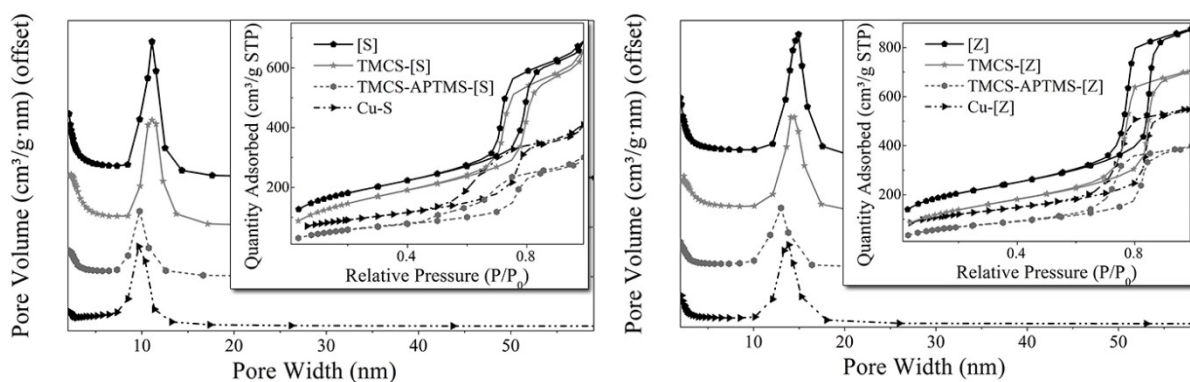 Pore Volume (cm³/g·nm) (offset)
Quantity Adsorbed (cm³/g STP)
600
400
200
[S]
TMCS-[S]
TMCS-APTMS-[S]
Cu-S
0.4
0.8
Relative Pressure (P/P₀)
10
20
30
40
50
Pore Width (nm)
Pore Volume (cm³/g·nm) (offset)
Quantity Adsorbed (cm³/g STP)
800
600
400
200
[Z]
TMCS-[Z]
TMCS-APTMS-[Z]
Cu-[Z]
0.4
0.8
Relative Pressure (P/P₀)
10
20
30
40
50
Pore Width (nm)